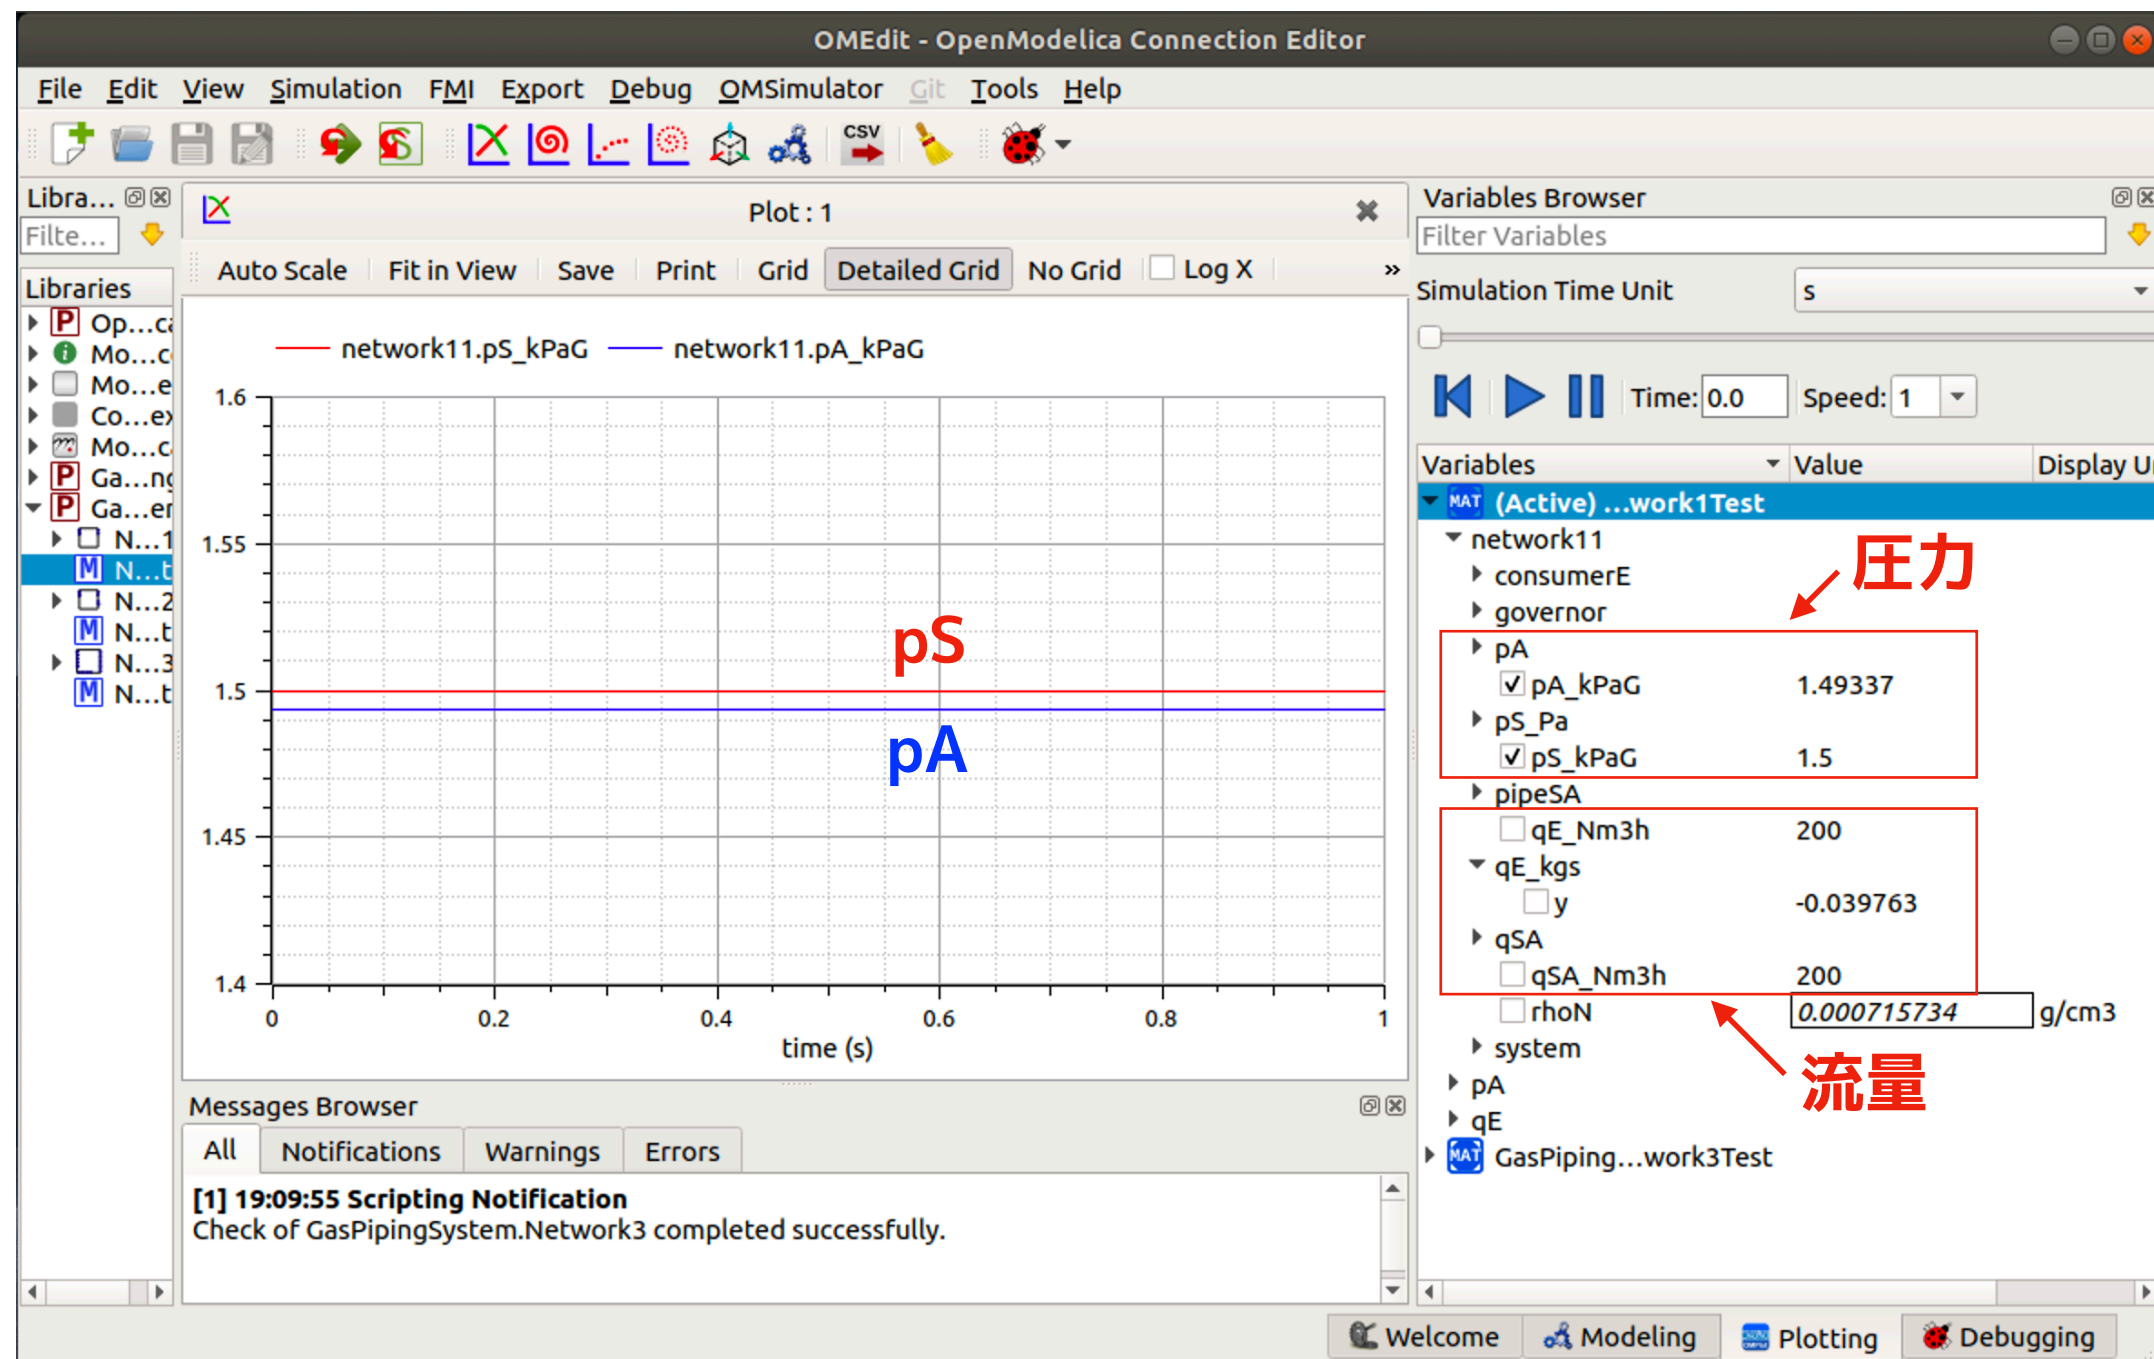 OMEdit - OpenModelica Connection Editor
File Edit View Simulation FMI Export Debug OMSimulator Git Tools Help
CSV
Libra...
Filte...
Libraries
P Op...ca
Mo...c
Mo...e
Co...ex
Mo...c
P Ga...ng
P Ga...er
N...1
M N...t
N...2
M N...t
N...3
M N...t
Plot : 1
Auto Scale Fit in View Save Print Grid Detailed Grid No Grid Log X »
network11.pS_kPaG network11.pA_kPaG
1.6
1.55
1.5
1.45
1.4
pS
pA
0 0.2 0.4 0.6 0.8 1
time (s)
Messages Browser
All Notifications Warnings Errors
[1] 19:09:55 Scripting Notification
Check of GasPipingSystem.Network3 completed successfully.
Variables Browser
Filter Variables
Simulation Time Unit s
Time: 0.0 Speed: 1
Variables Value Display U
MAT (Active) ...work1Test
network11
consumerE
圧力
governor
pA
pA_kPaG 1.49337
pS_Pa
pS_kPaG 1.5
pipeSA
qE_Nm3h 200
qE_kgs
y -0.039763
qSA
qSA_Nm3h 200
rhoN 0.000715734 g/cm3
system
流量
pA
qE
MAT GasPiping...work3Test
Welcome Modeling Plotting Debugging